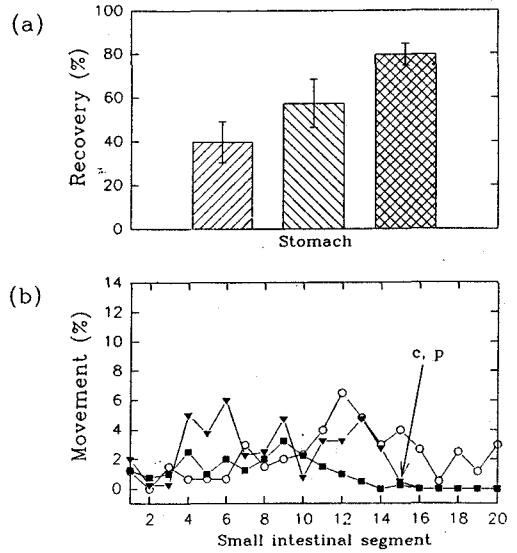 (a)
Recovery (%)
100
80
60
40
20
0
Stomach
(b)
Movement (%)
14
12
10
8
6
4
2
0
c, p
2 4 6 8 10 12 14 16 18 20
Small intestinal segment